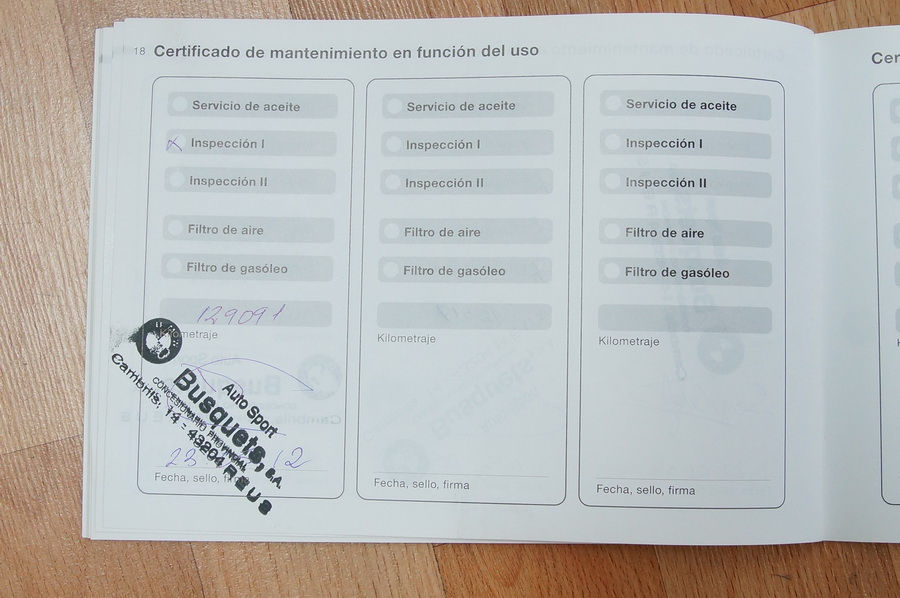 18 Certificado de mantenimiento en función del uso
Servicio de aceite
Inspección I
Inspección II
Filtro de aire
Filtro de gasóleo
129091
Kilometraje
Auto Sport
Busquets, S.A.
CONCESIONARIO PROVINCIAL
Cambrils, 14 - 43204 Reus
23 12
Fecha, sello, firma
Servicio de aceite
Inspección I
Inspección II
Filtro de aire
Filtro de gasóleo
Kilometraje
Fecha, sello, firma
Servicio de aceite
Inspección I
Inspección II
Filtro de aire
Filtro de gasóleo
Kilometraje
Fecha, sello, firma
Cer